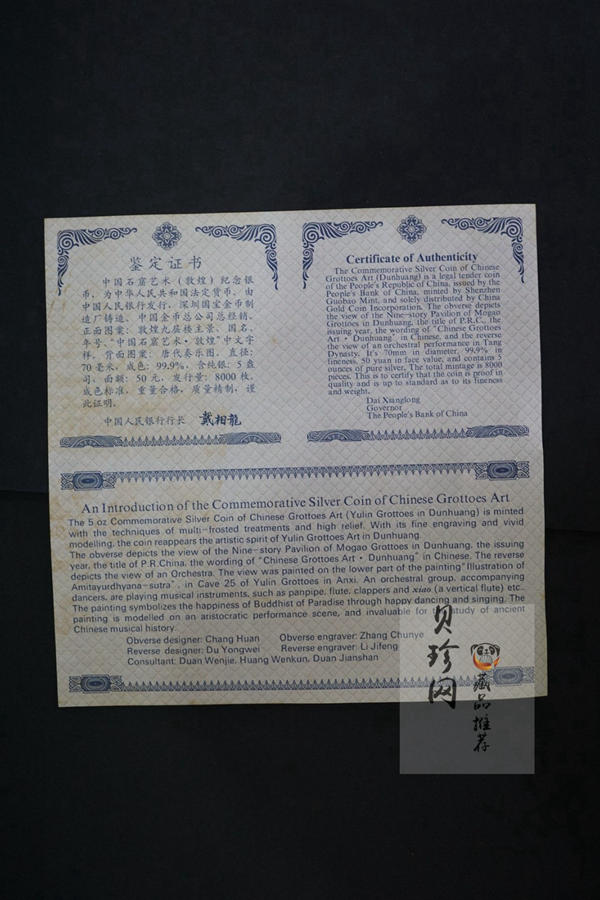 鉴定证书
中国石窟艺术（敦煌）纪念银
币，为中华人民共和国法定货币，由
中国人民银行发行，深圳国宝金币制
造厂铸造，中国金币总公司总经销。
正面图案：敦煌九层楼主景，国名、
年号、“中国石窟艺术·敦煌”中文字
样，背面图案：唐代奏乐图。直径：
70毫米，成色：99.9%，含纯银：5盎
司，面额：50元，发行量：8000枚。
成色标准，重量合格，质量精制，谨
此证明。
中国人民银行行长 戴相龙
Certificate of Authenticity
The Commemorative Silver Coin of Chinese
Grottoes Art (Dunhuang) is a legal tender coin
of the People's Republic of China, issued by the
People's Bank of China, minted by Shenzhen
Guobao Mint, and solely distributed by China
Gold Coin Incorporation. The obverse depicts
the view of the Nine-story Pavilion of Mogao
Grottoes in Dunhuang, the title of P.R.C., the
issuing year, the wording of "Chinese Grottoes
Art · Dunhuang" in Chinese, and the reverse
the view of an orchestral performance in Tang
Dynasty. It's 70mm in diameter, 99.9% in
fineness, 50 yuan in face value, and contains 5
ounces of pure silver. The total mintage is 8000
pieces. This is to certify that the coin is proof in
quality and is up to standard as to its fineness
and weight.
Dai Xianglong
Governor
The People's Bank of China
An Introduction of the Commemorative Silver Coin of Chinese Grottoes Art
The 5 oz Commemorative Silver Coin of Chinese Grottoes Art (Yulin Grottoes in Dunhuang) is minted
with the techniques of multi-frosted treatments and high relief. With its fine engraving and vivid
modelling, the coin reappears the artistic spirit of Yulin Grottoes Art in Dunhuang.
The obverse depicts the view of the Nine-story Pavilion of Mogao Grottoes in Dunhuang, the issuing
year, the title of P.R.China, the wording of "Chinese Grottoes Art · Dunhuang" in Chinese. The reverse
depicts the view of an Orchestra. The view was painted on the lower part of the painting "Illustration of
Amitayurdhyana-sutra", in Cave 25 of Yulin Grottoes in Anxi. An orchestral group, accompanying
dancers, are playing musical instruments, such as panpipe, flute, clappers and xiao (a vertical flute) etc..
The painting symbolizes the happiness of Buddhist of Paradise through happy dancing and singing. The
painting is modelled on an aristocratic performance scene, and invaluable for the study of ancient
Chinese musical history.
Obverse designer: Chang Huan Obverse engraver: Zhang Chunye
Reverse designer: Du Yongwei Reverse engraver: Li Jifeng
Consultant: Duan Wenjie, Huang Wenkun, Duan Jianshan
贝珍网
藏品推荐